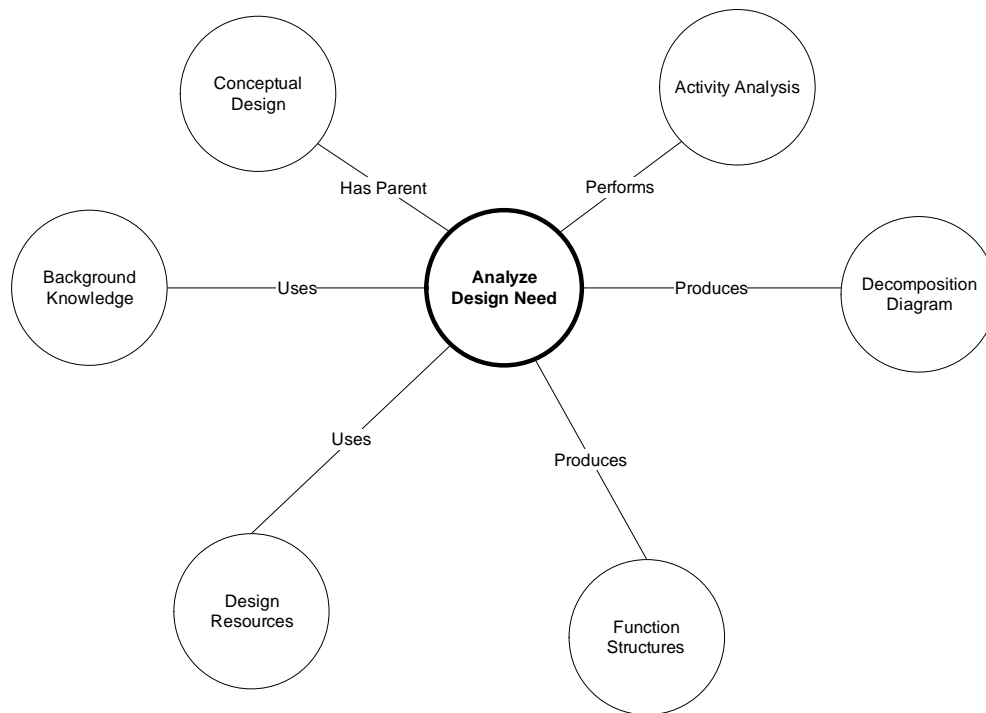 Conceptual
Design
Activity Analysis
Has Parent
Performs
Background
Knowledge
Uses
Analyze
Design Need
Produces
Decomposition
Diagram
Uses
Produces
Design
Resources
Function
Structures